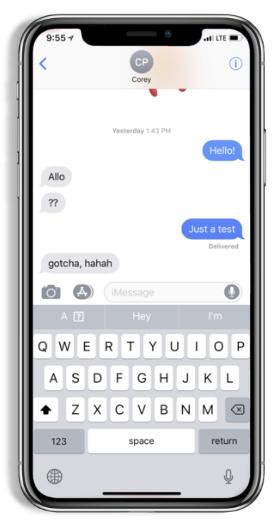 9:55
LTE
CP
Corey
Yesterday 1:43 PM
Hello!
Allo
??
Just a test
Delivered
gotcha, hahah
iMessage
A Hey I'm
Q W E R T Y U I O P
A S D F G H J K L
Z X C V B N M
123 space return